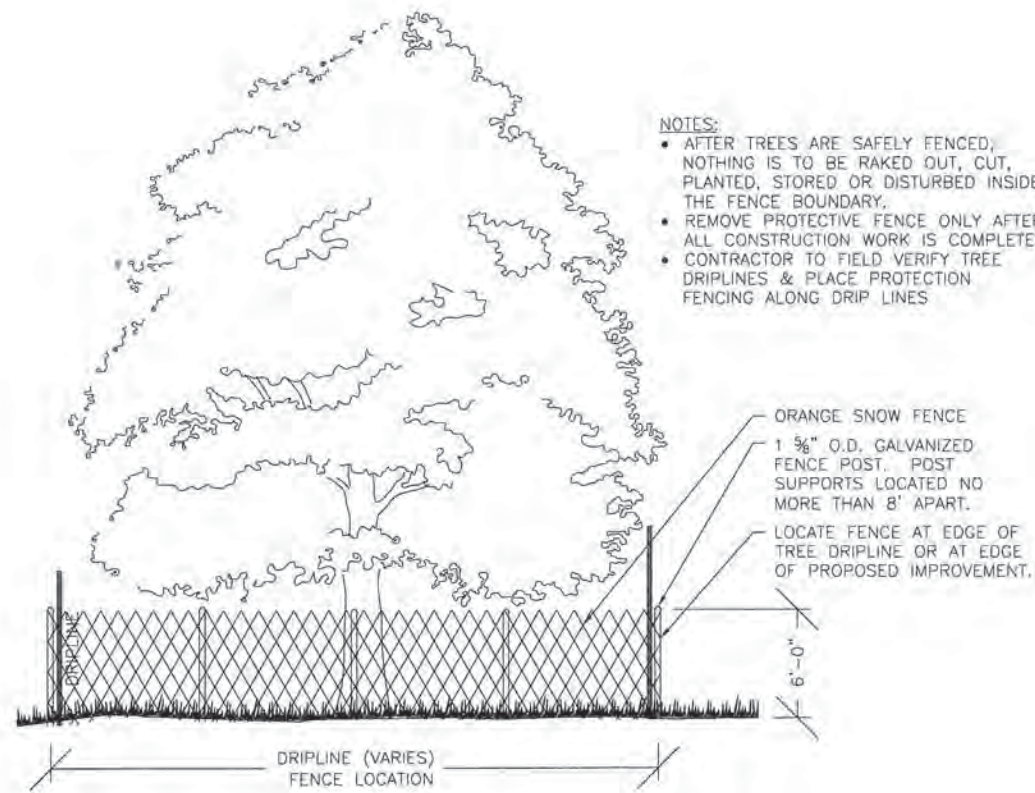 NOTES:
• AFTER TREES ARE SAFELY FENCED,
NOTHING IS TO BE RAKED OUT, CUT,
PLANTED, STORED OR DISTURBED INSIDE
THE FENCE BOUNDARY.
• REMOVE PROTECTIVE FENCE ONLY AFTER
ALL CONSTRUCTION WORK IS COMPLETE
• CONTRACTOR TO FIELD VERIFY TREE
DRIPLINES & PLACE PROTECTION
FENCING ALONG DRIP LINES
ORANGE SNOW FENCE
1 5/8" O.D. GALVANIZED
FENCE POST. POST
SUPPORTS LOCATED NO
MORE THAN 8' APART.
LOCATE FENCE AT EDGE OF
TREE DRIPLINE OR AT EDGE
OF PROPOSED IMPROVEMENT.
DRIPLINE
6'-0"
DRIPLINE (VARIES)
FENCE LOCATION